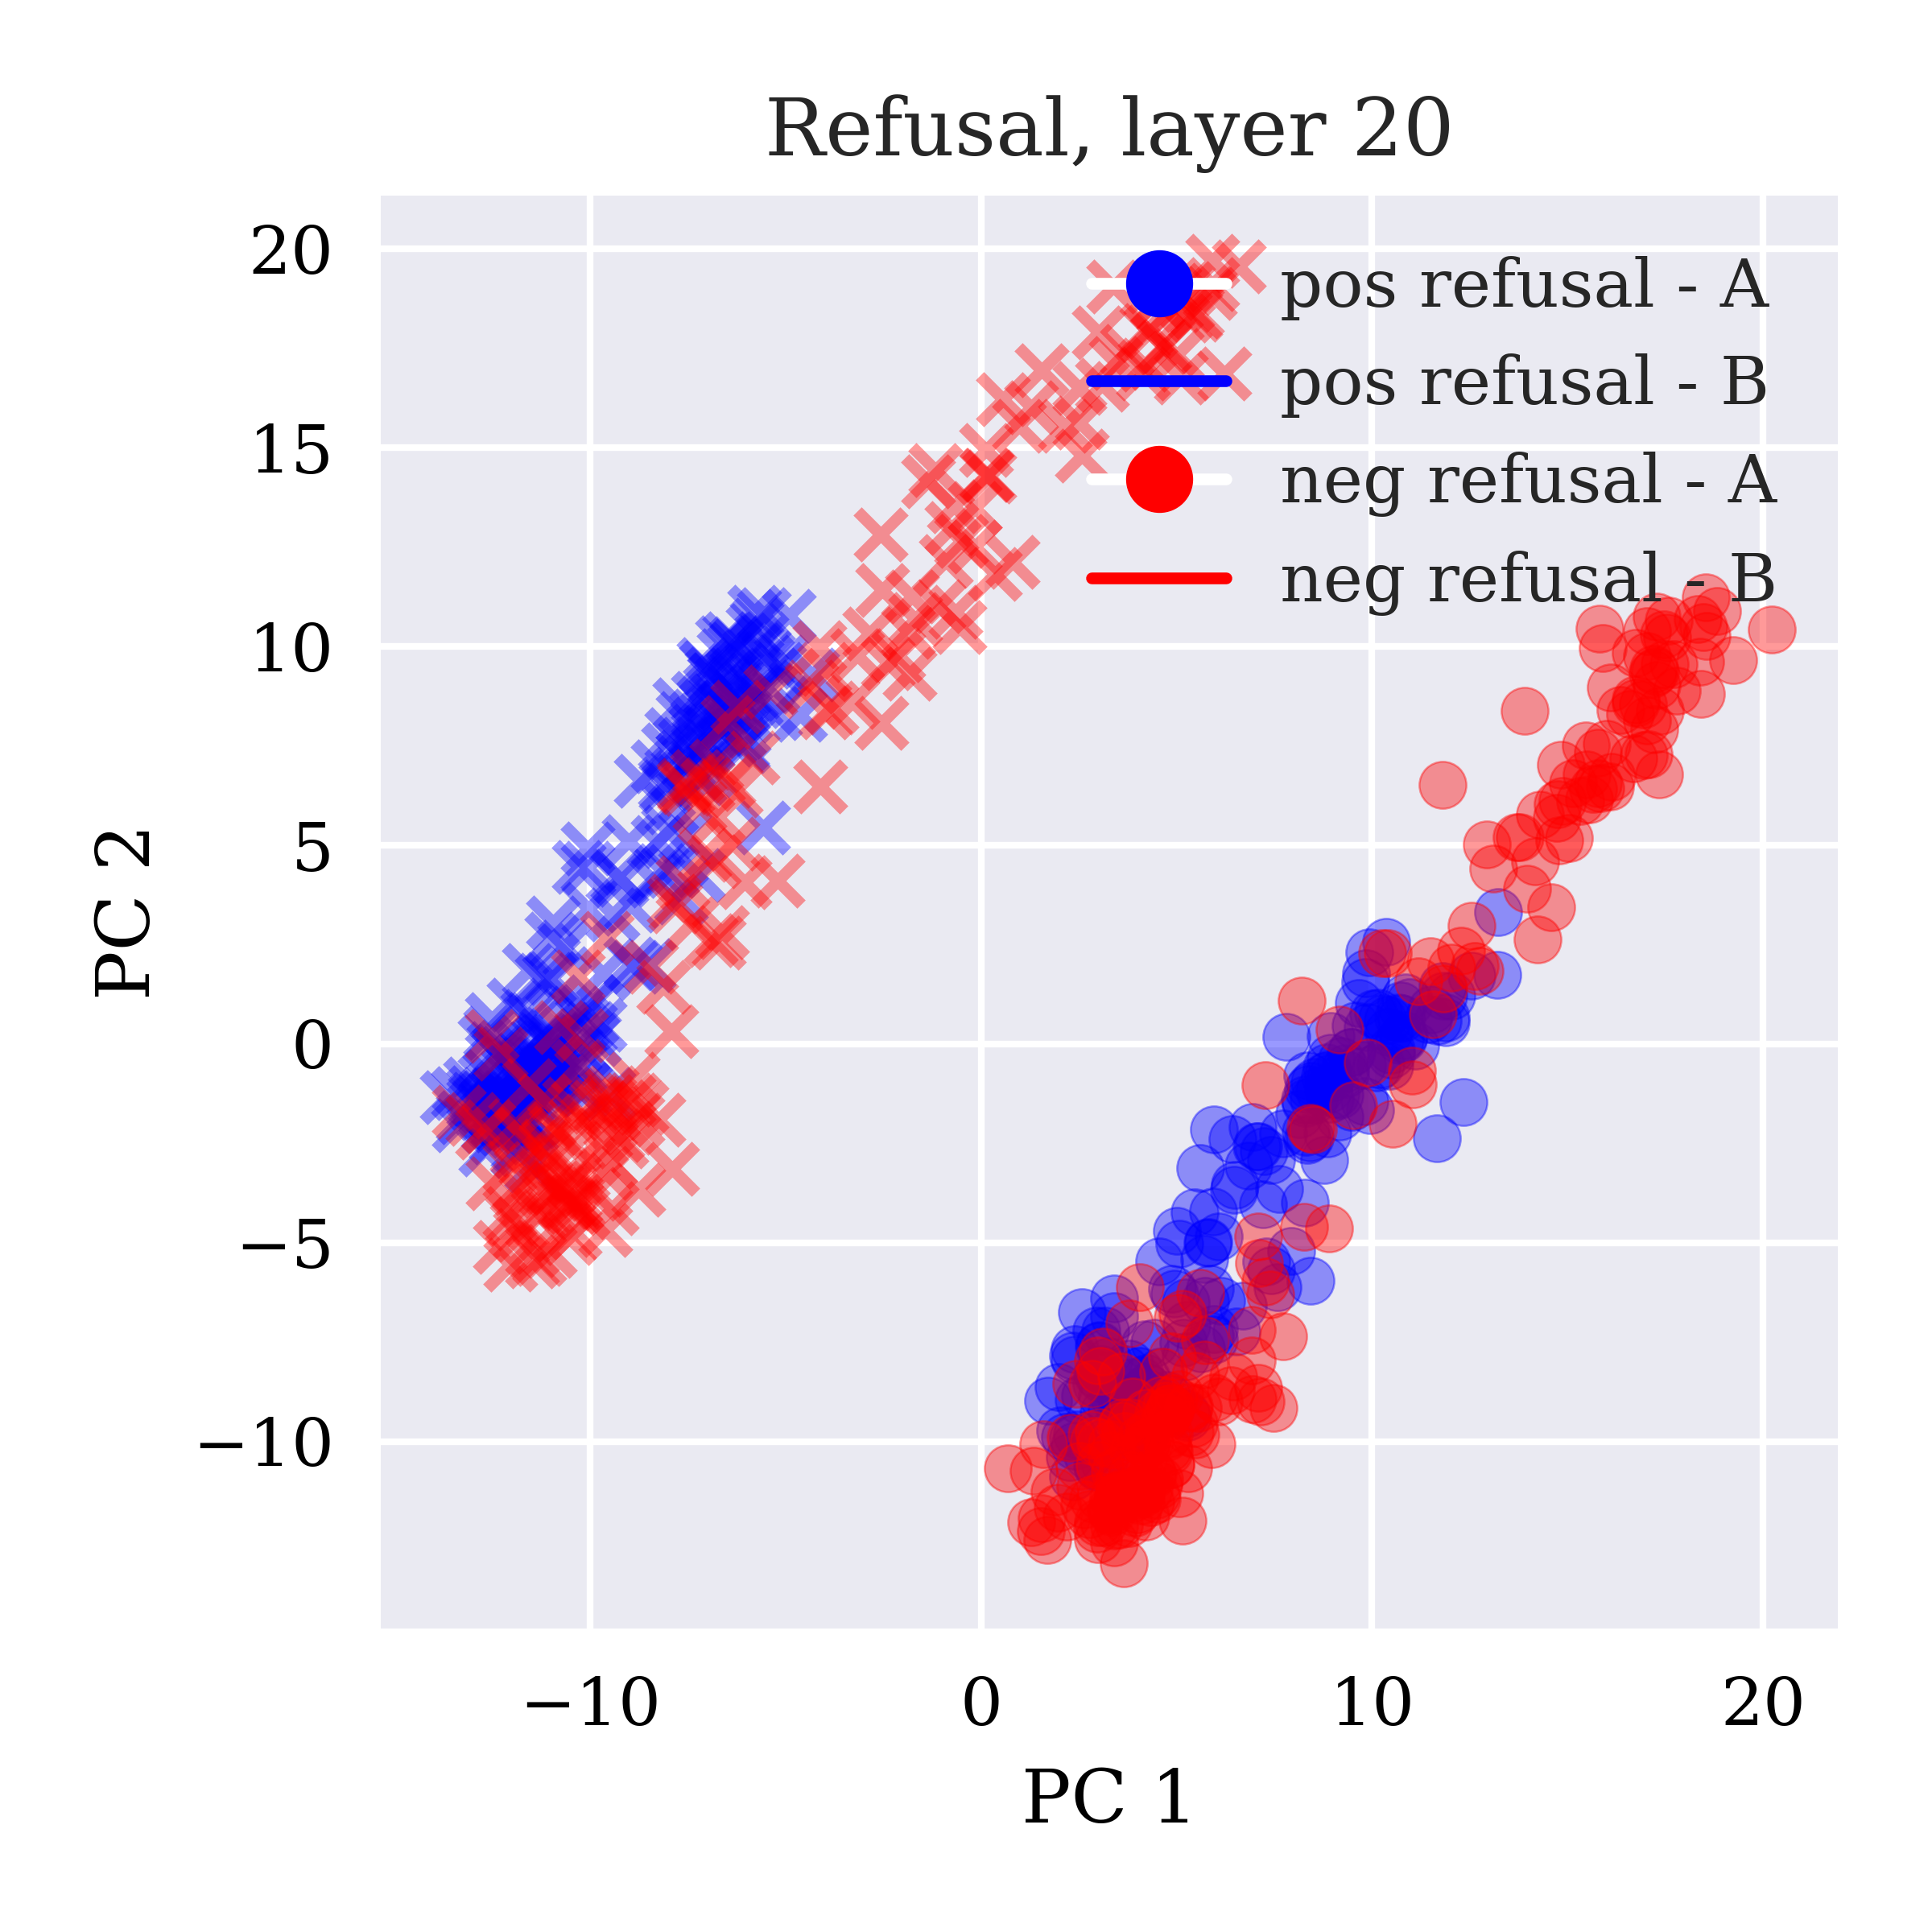 Refusal, layer 20
20
15
10
5
0
−5
−10
PC 2
pos refusal - A
pos refusal - B
neg refusal - A
neg refusal - B
−10
0
10
20
PC 1